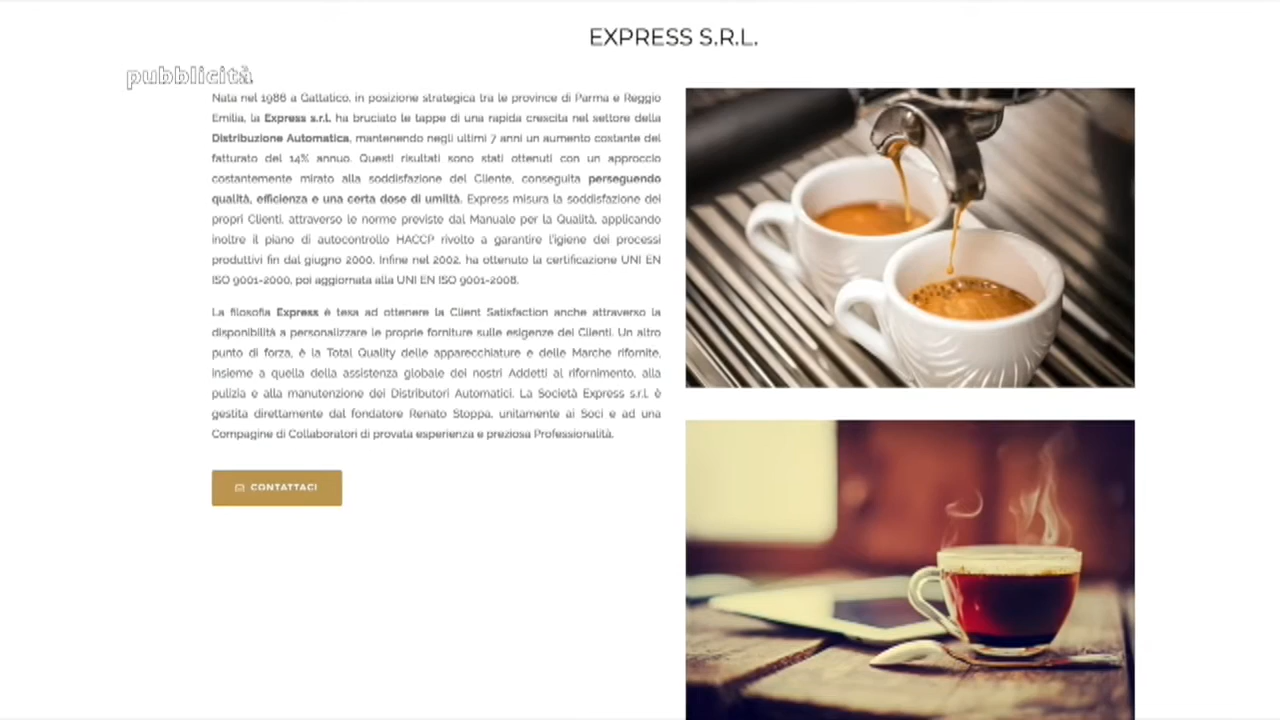 EXPRESS S.R.L.
pubblicità
Nata nel 1986 a Gattatico, in posizione strategica tra le province di Parma e Reggio
Emilia, la Express s.r.l. ha bruciato le tappe di una rapida crescita nel settore della
Distribuzione Automatica, mantenendo negli ultimi 7 anni un aumento costante del
fatturato del 14% annuo. Questi risultati sono stati ottenuti con un approccio
costantemente mirato alla soddisfazione del Cliente, conseguita perseguendo
qualità, efficienza e una certa dose di umiltà. Express misura la soddisfazione dei
propri Clienti, attraverso le norme previste dal Manuale per la Qualità, applicando
inoltre il piano di autocontrollo HACCP rivolto a garantire l'igiene dei processi
produttivi fin dal giugno 2000. Infine nel 2002, ha ottenuto la certificazione UNI EN
ISO 9001-2000, poi aggiornata alla UNI EN ISO 9001-2008.
La filosofia Express è tesa ad ottenere la Client Satisfaction anche attraverso la
disponibilità a personalizzare le proprie forniture sulle esigenze dei Clienti. Un altro
punto di forza, è la Total Quality delle apparecchiature e delle Marche rifornite,
insieme a quella della assistenza globale dei nostri Addetti al rifornimento, alla
pulizia e alla manutenzione dei Distributori Automatici. La Società Express s.r.l. è
gestita direttamente dal fondatore Renato Stoppa, unitamente ai Soci e ad una
Compagine di Collaboratori di provata esperienza e preziosa Professionalità.
CONTATTACI